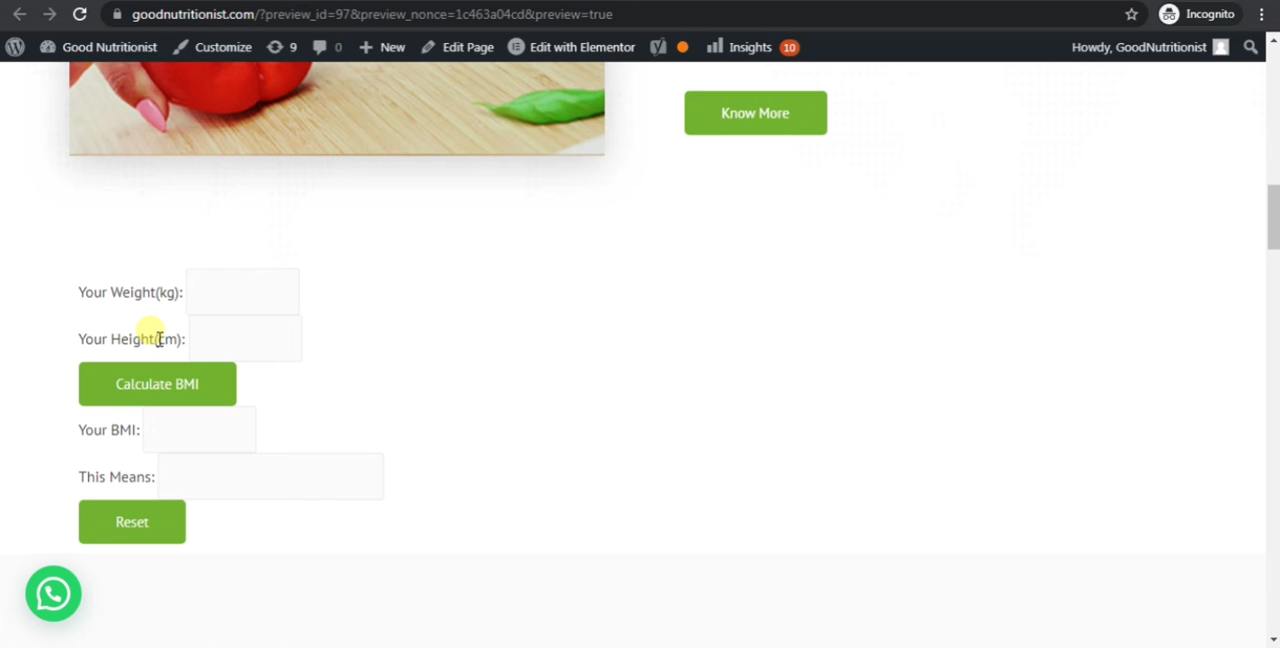 goodnutritionist.com/?preview_id=97&preview_nonce=1c463a04cd&preview=true Incognito
Good Nutritionist Customize 9 0 New Edit Page Edit with Elementor Insights 10 Howdy, GoodNutritionist
Know More
Your Weight(kg):
Your Height(cm):
Calculate BMI
Your BMI:
This Means:
Reset